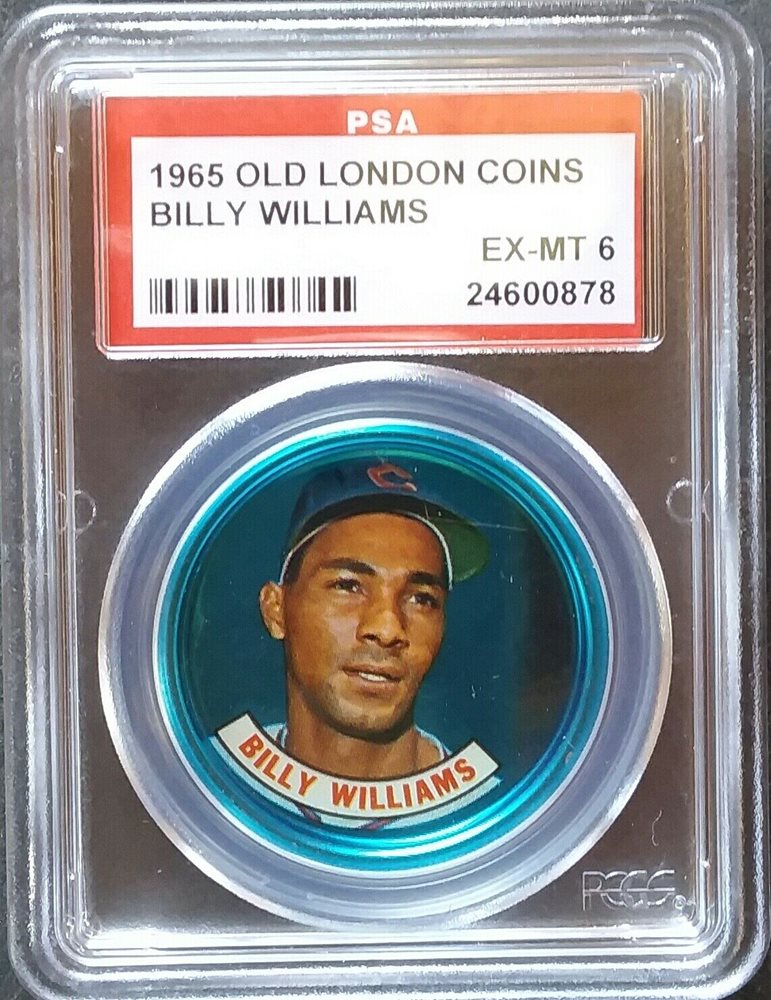 PSA
1965 OLD LONDON COINS
BILLY WILLIAMS
EX-MT 6
24600878
C
BILLY WILLIAMS
PCGS